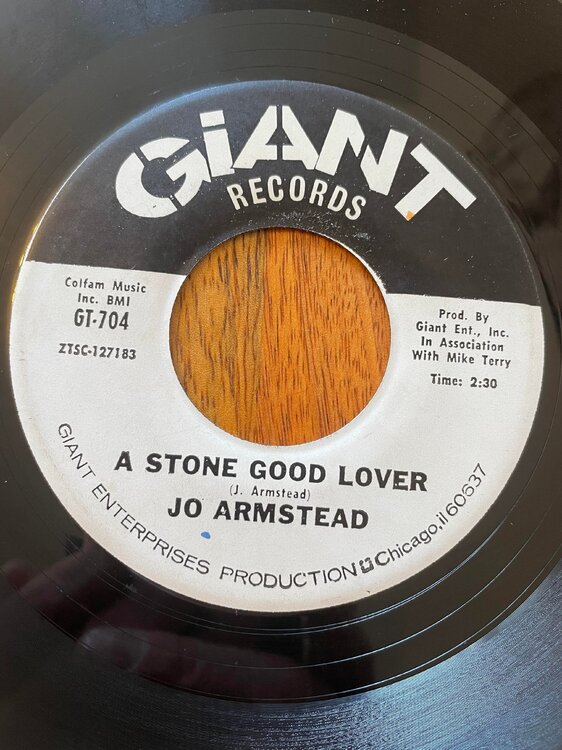 GiANT
RECORDS
Colfam Music
Inc. BMI
GT-704
ZTSC-127183
Prod. By
Giant Ent., Inc.
In Association
With Mike Terry
Time: 2:30
A STONE GOOD LOVER
(J. Armstead)
JO ARMSTEAD
GIANT ENTERPRISES PRODUCTION Chicago, il 60637